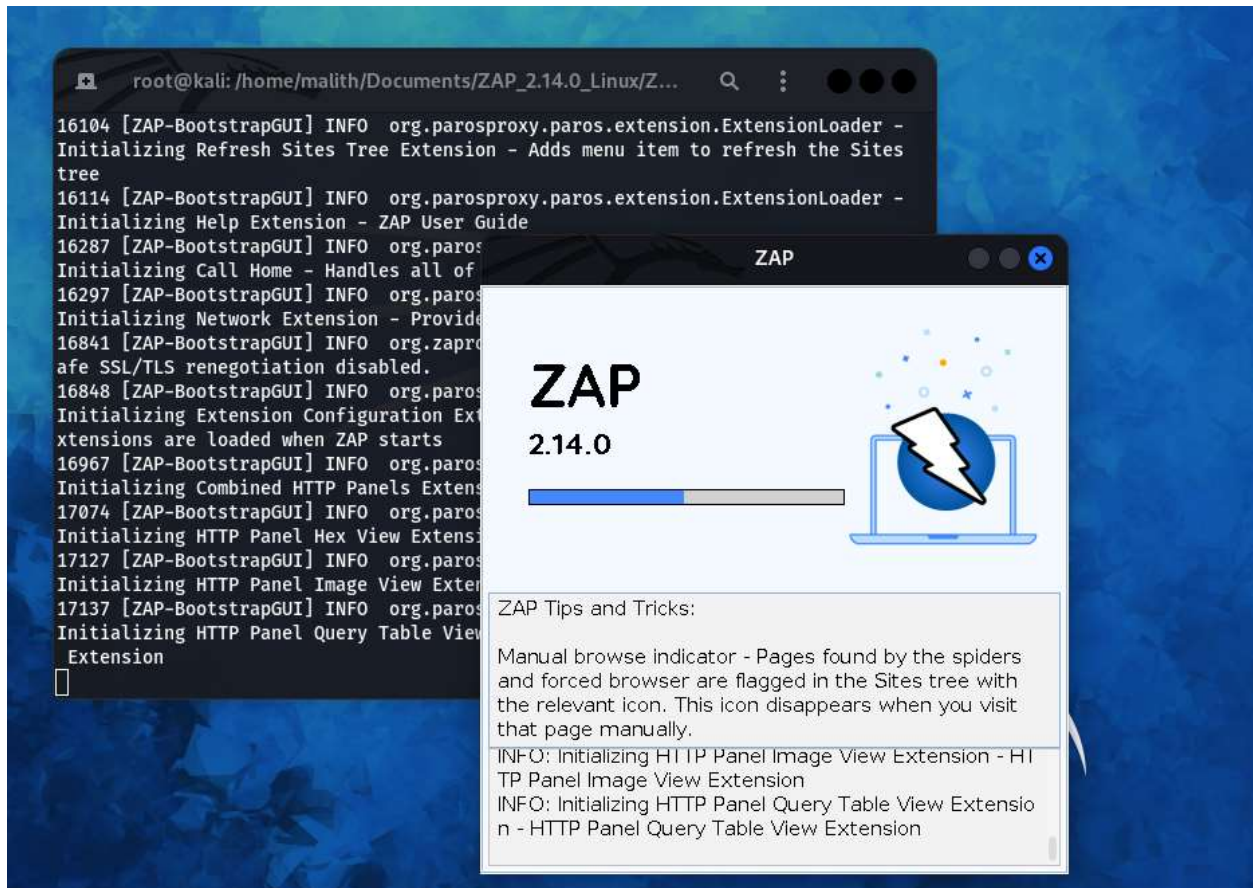 root@kali: /home/malith/Documents/ZAP_2.14.0_Linux/Z...
16104 [ZAP-BootstrapGUI] INFO  org.parosproxy.paros.extension.ExtensionLoader -
Initializing Refresh Sites Tree Extension - Adds menu item to refresh the Sites
tree
16114 [ZAP-BootstrapGUI] INFO  org.parosproxy.paros.extension.ExtensionLoader -
Initializing Help Extension - ZAP User Guide
16287 [ZAP-BootstrapGUI] INFO  org.paros
Initializing Call Home - Handles all of
16297 [ZAP-BootstrapGUI] INFO  org.paros
Initializing Network Extension - Provide
16841 [ZAP-BootstrapGUI] INFO  org.zapro
afe SSL/TLS renegotiation disabled.
16848 [ZAP-BootstrapGUI] INFO  org.paros
Initializing Extension Configuration Ext
xtensions are loaded when ZAP starts
16967 [ZAP-BootstrapGUI] INFO  org.paros
Initializing Combined HTTP Panels Extens
17074 [ZAP-BootstrapGUI] INFO  org.paros
Initializing HTTP Panel Hex View Extensi
17127 [ZAP-BootstrapGUI] INFO  org.paros
Initializing HTTP Panel Image View Exten
17137 [ZAP-BootstrapGUI] INFO  org.paros
Initializing HTTP Panel Query Table View
Extension
ZAP
ZAP
2.14.0
ZAP Tips and Tricks:
Manual browse indicator - Pages found by the spiders
and forced browser are flagged in the Sites tree with
the relevant icon. This icon disappears when you visit
that page manually.
INFO: Initializing HTTP Panel Image View Extension - HT
TP Panel Image View Extension
INFO: Initializing HTTP Panel Query Table View Extensio
n - HTTP Panel Query Table View Extension